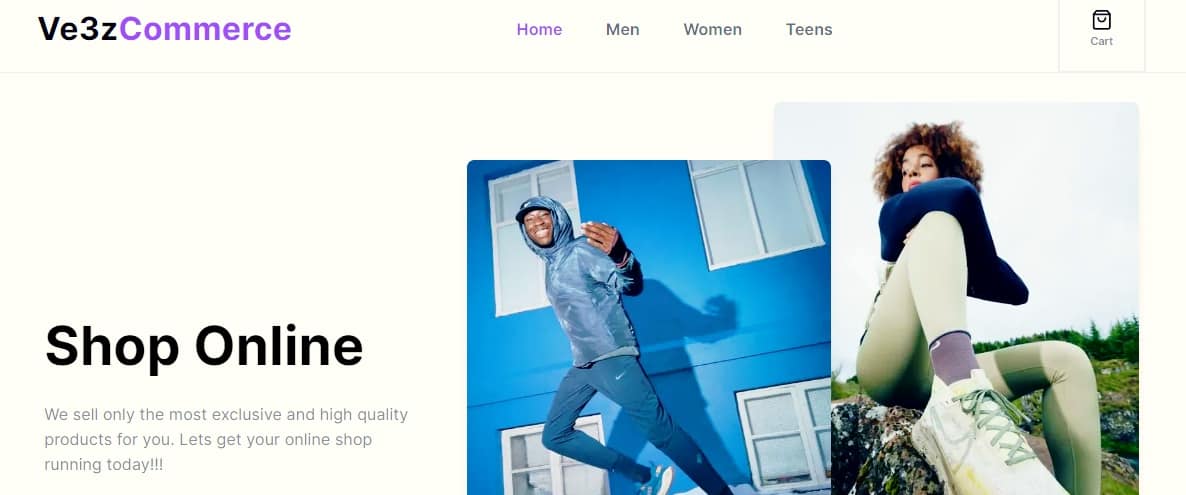 Ve3zCommerce
Home Men Women Teens
Cart
Shop Online
We sell only the most exclusive and high quality
products for you. Lets get your online shop
running today!!!